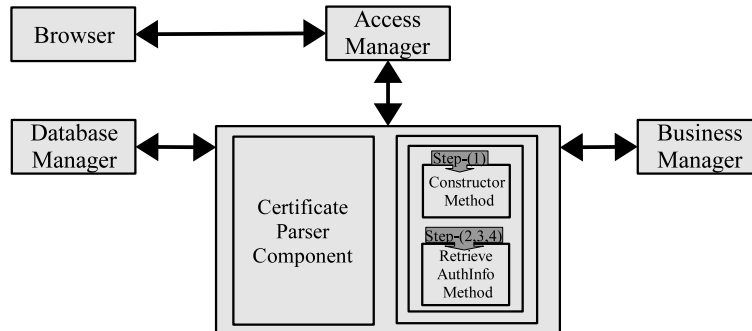 Browser
Access
Manager
Database
Manager
Business
Manager
Certificate
Parser
Component
Step-(1)
Constructor
Method
Step-(2,3,4)
Retrieve
AuthInfo
Method